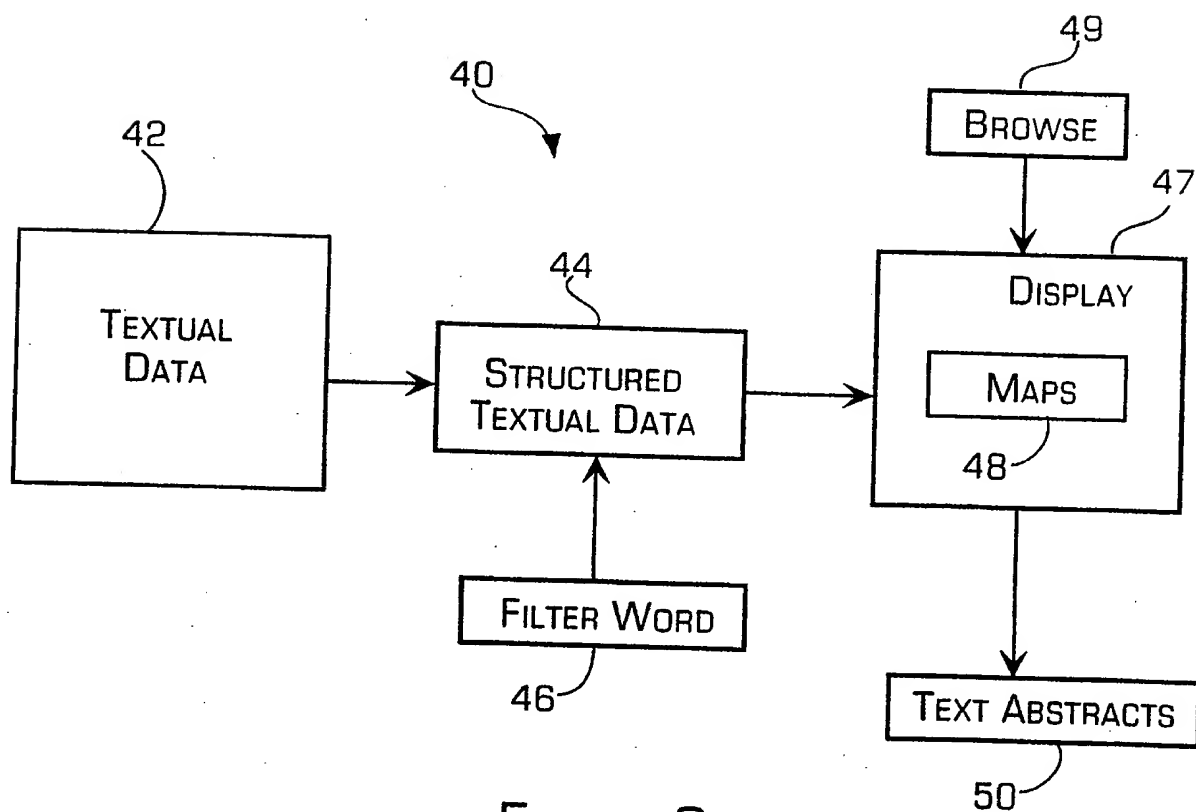 49
40
BROWSE
42
47
44
DISPLAY
TEXTUAL
DATA
STRUCTURED
TEXTUAL DATA
MAPS
48
FILTER WORD
46
TEXT ABSTRACTS
50